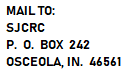 MAIL TO:
SJCRC
P. O. BOX 242
OSCEOLA, IN. 46561